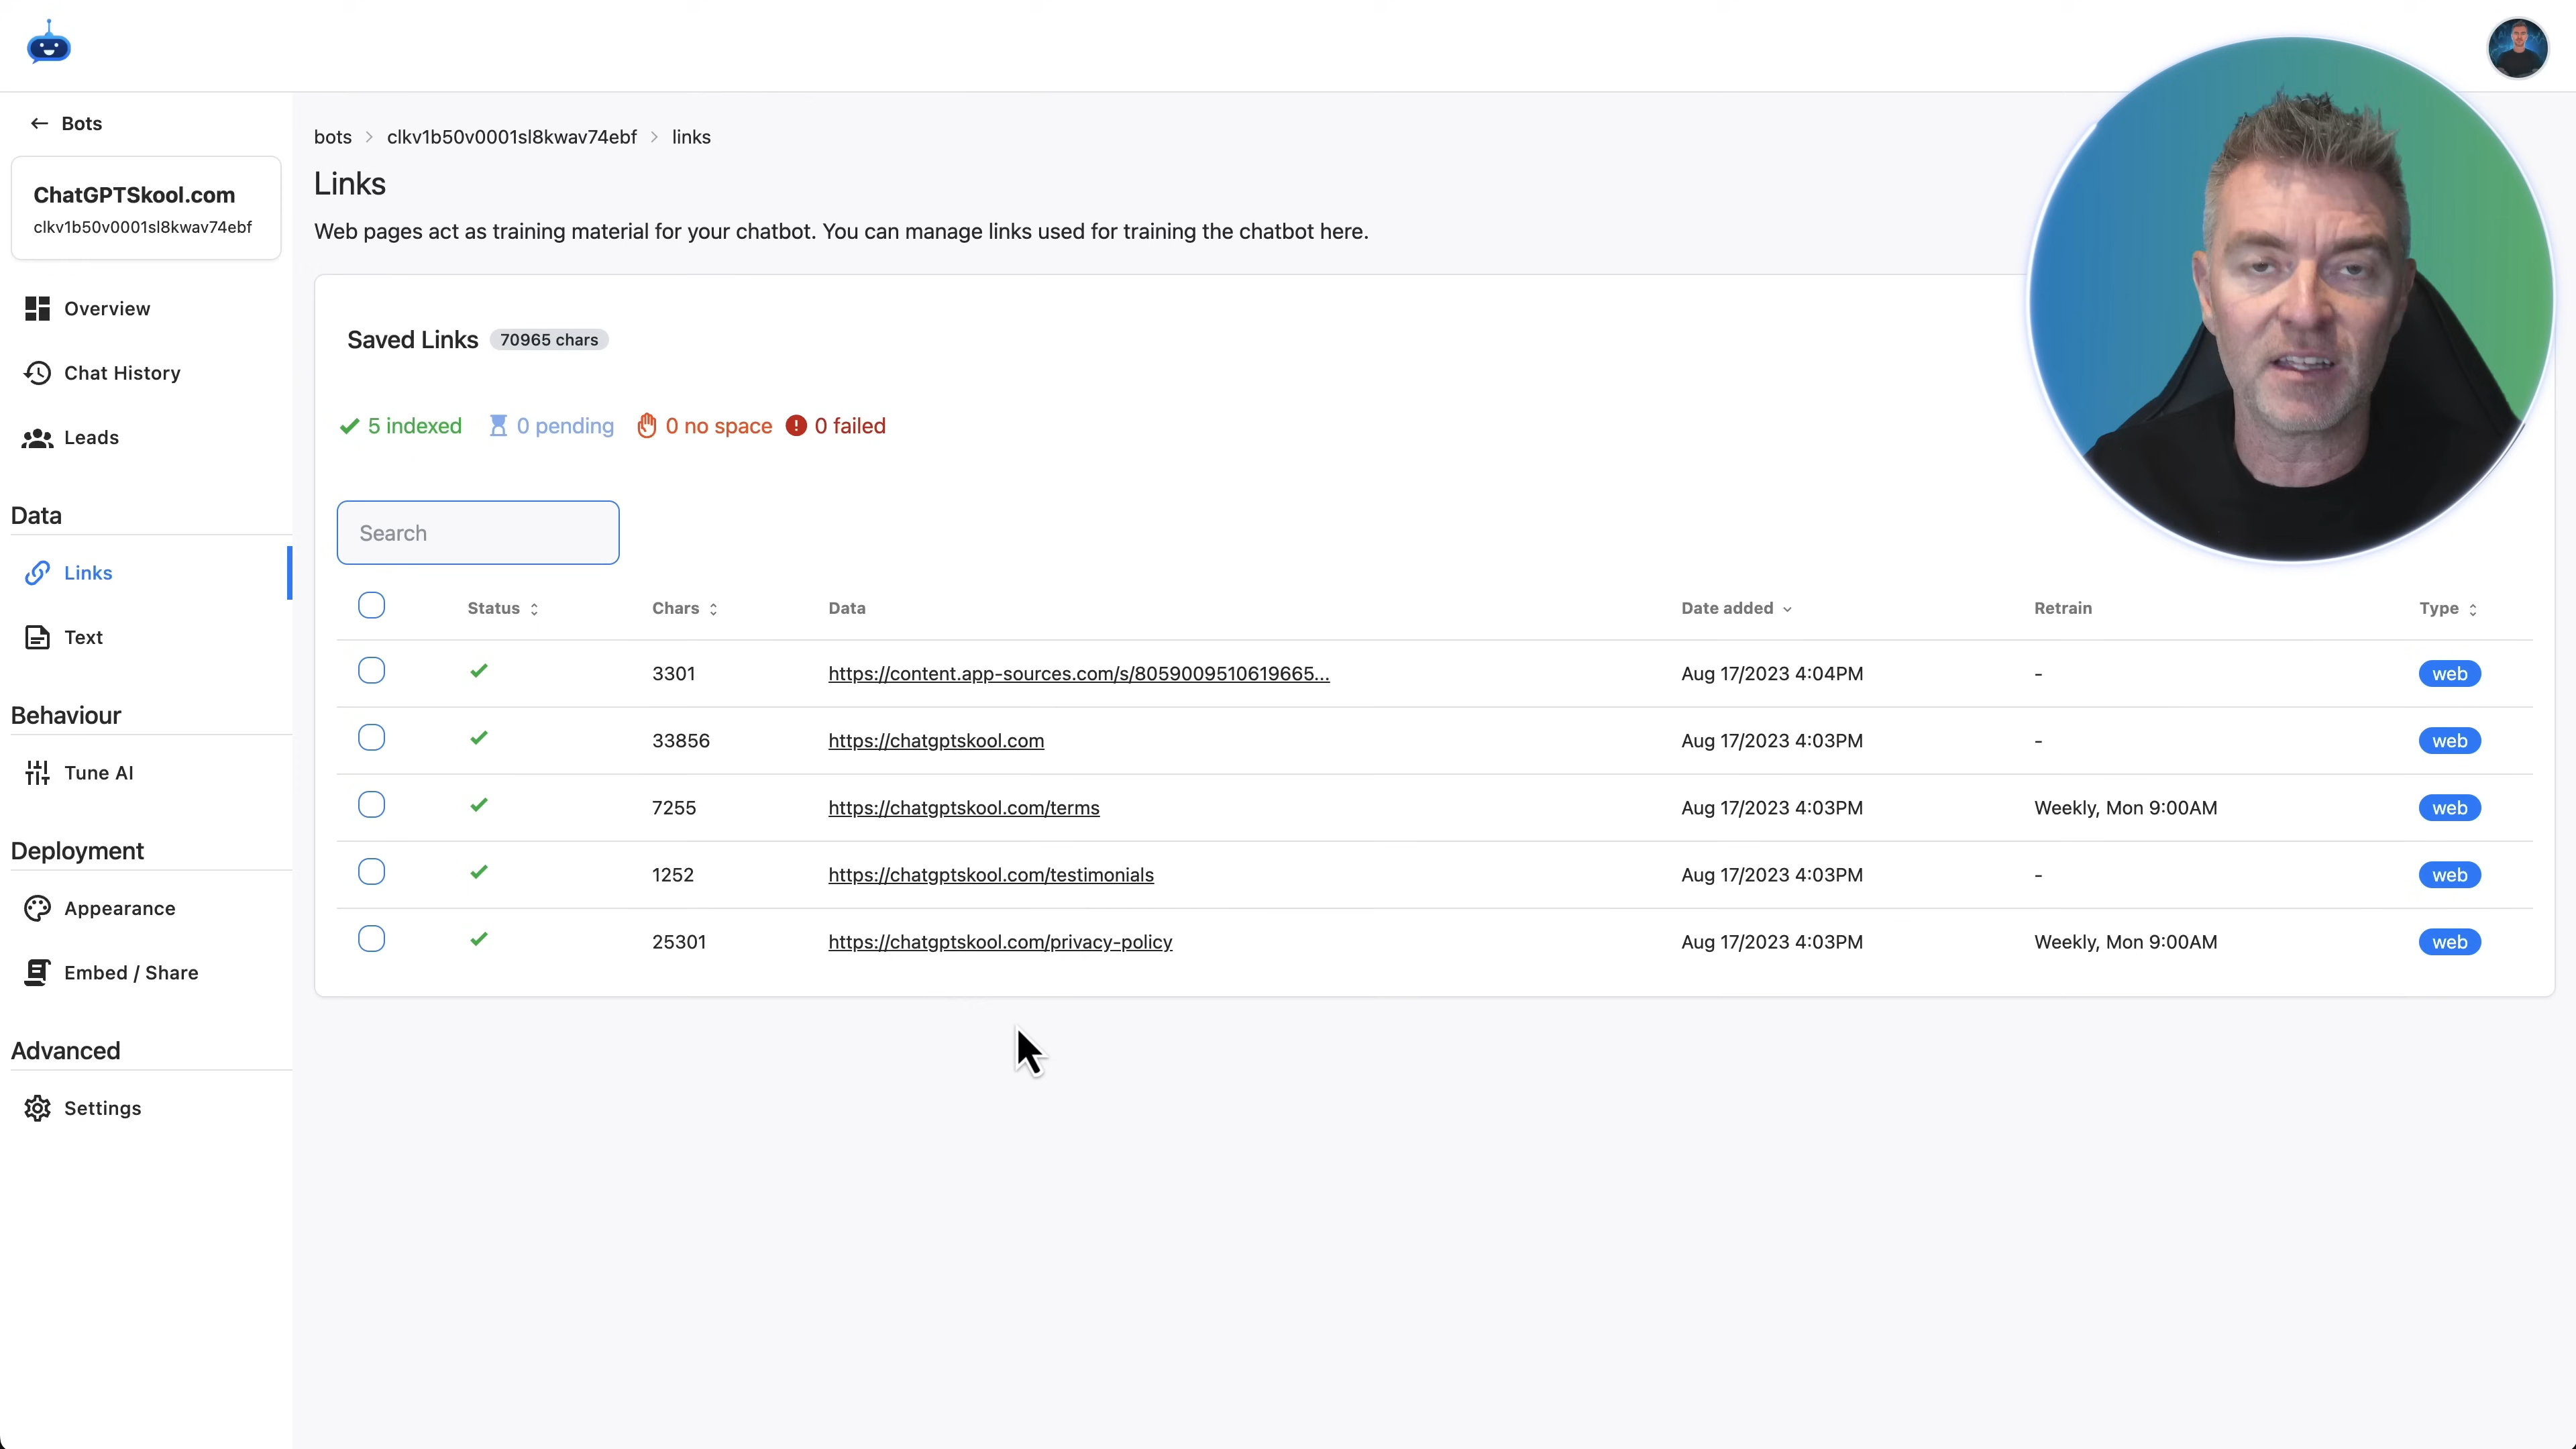 Bots
ChatGPTSkool.com
clkv1b50v0001sl8kwav74ebf
Overview
Chat History
Leads
Data
Links
Text
Behaviour
Tune AI
Deployment
Appearance
Embed / Share
Advanced
Settings
bots > clkv1b50v0001sl8kwav74ebf > links
Links
Web pages act as training material for your chatbot. You can manage links used for training the chatbot here.
Saved Links 70965 chars
5 indexed 0 pending 0 no space 0 failed
Search
Status Chars Data Date added Retrain Type
3301 https://content.app-sources.com/s/8059009510619665... Aug 17/2023 4:04PM - web
33856 https://chatgptskool.com Aug 17/2023 4:03PM - web
7255 https://chatgptskool.com/terms Aug 17/2023 4:03PM Weekly, Mon 9:00AM web
1252 https://chatgptskool.com/testimonials Aug 17/2023 4:03PM - web
25301 https://chatgptskool.com/privacy-policy Aug 17/2023 4:03PM Weekly, Mon 9:00AM web